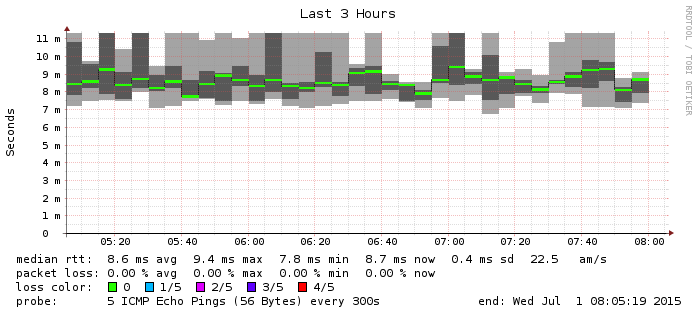 Last 3 Hours
RRDTOOL / TOBI OETIKER
Seconds
11 m
10 m
9 m
8 m
7 m
6 m
5 m
4 m
3 m
2 m
1 m
0
05:20 05:40 06:00 06:20 06:40 07:00 07:20 07:40 08:00
median rtt: 8.6 ms avg 9.4 ms max 7.8 ms min 8.7 ms now 0.4 ms sd 22.5 am/s
packet loss: 0.00 % avg 0.00 % max 0.00 % min 0.00 % now
loss color: 0 1/5 2/5 3/5 4/5
probe: 5 ICMP Echo Pings (56 Bytes) every 300s end: Wed Jul 1 08:05:19 2015